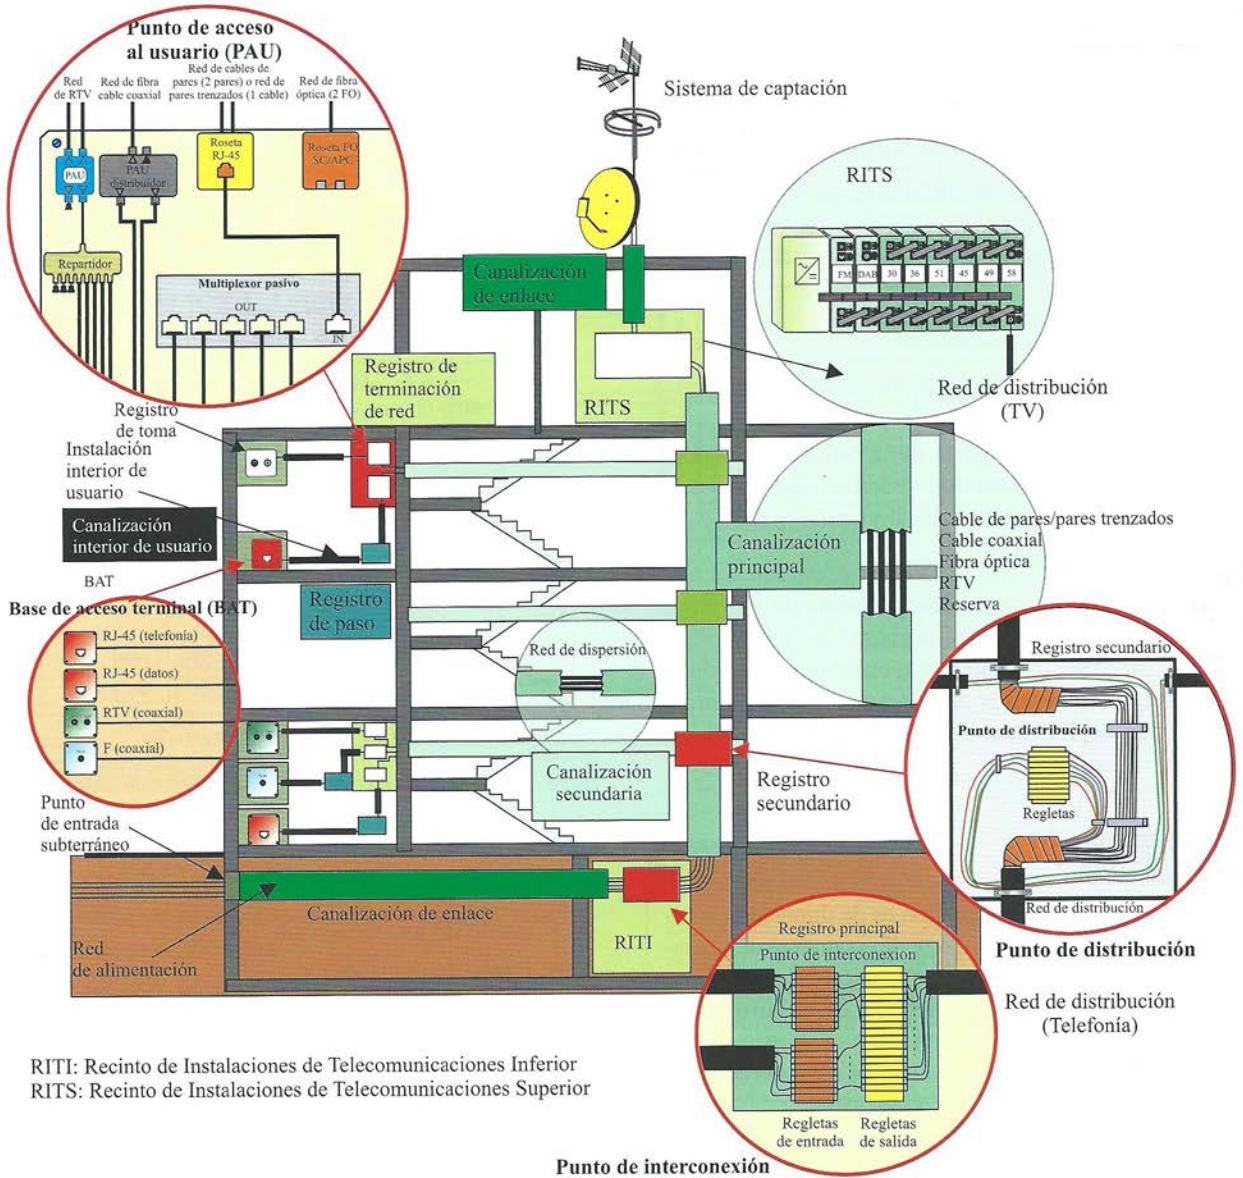 Punto de acceso
al usuario (PAU)
Red
de RTV
Red de fibra
cable coaxial
Red de cables de
pares (2 pares) o red de
pares trenzados (1 cable)
Red de fibra
óptica (2 FO)
PAU
PAU
distribuidor
Roseta
RJ-45
Roseta FO
SC/APC
Repartidor
Multiplexor pasivo
OUT
IN
Sistema de captación
RITS
FM DAB 30 36 51 45 49 58
Red de distribución
(TV)
Canalización
de enlace
RITS
Registro de
terminación
de red
Registro
de toma
Instalación
interior de
usuario
Canalización
interior de usuario
BAT
Base de acceso terminal (BAT)
RJ-45 (telefonía)
RJ-45 (datos)
RTV (coaxial)
F (coaxial)
Registro
de paso
Red de dispersión
Canalización
principal
Cable de pares/pares trenzados
Cable coaxial
Fibra óptica
RTV
Reserva
Canalización
secundaria
Registro
secundario
Registro secundario
Punto de distribución
Regletas
Red de distribución
Punto de distribución
Punto
de entrada
subterráneo
Canalización de enlace
Red
de alimentación
RITI
Registro principal
Punto de interconexion
Regletas
de entrada
Regletas
de salida
Red de distribución
(Telefonía)
Punto de interconexión
RITI: Recinto de Instalaciones de Telecomunicaciones Inferior
RITS: Recinto de Instalaciones de Telecomunicaciones Superior